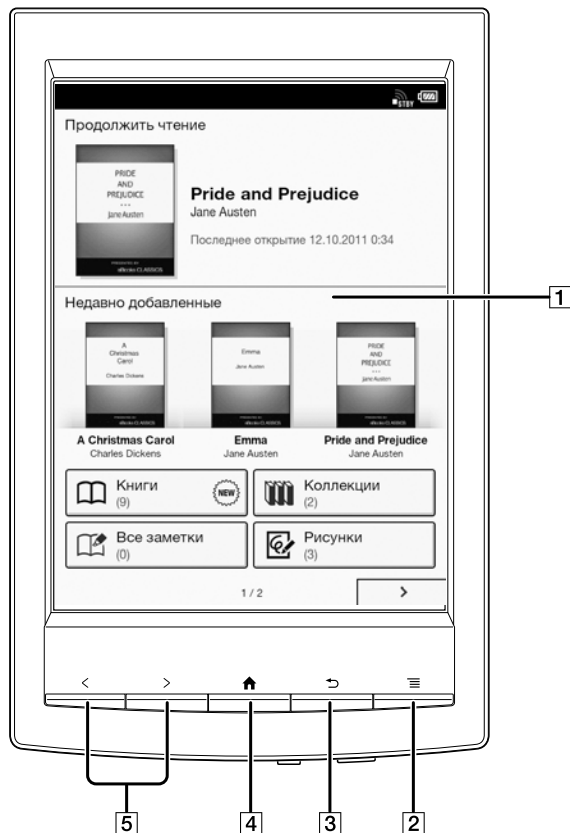 STBY
Продолжить чтение
PRIDE
AND
PREJUDICE
Jane Austen
eBooks CLASSICS
Pride and Prejudice
Jane Austen
Последнее открытие 12.10.2011 0:34
1
Недавно добавленные
A
Christmas
Carol
Charles Dickens
Emma
Jane Austen
PRIDE
AND
PREJUDICE
Jane Austen
A Christmas Carol
Emma
Pride and Prejudice
Charles Dickens
Jane Austen
Jane Austen
Книги
(9)
NEW
Коллекции
(2)
Все заметки
(0)
Рисунки
(3)
1 / 2 >
< >
5 4 3 2